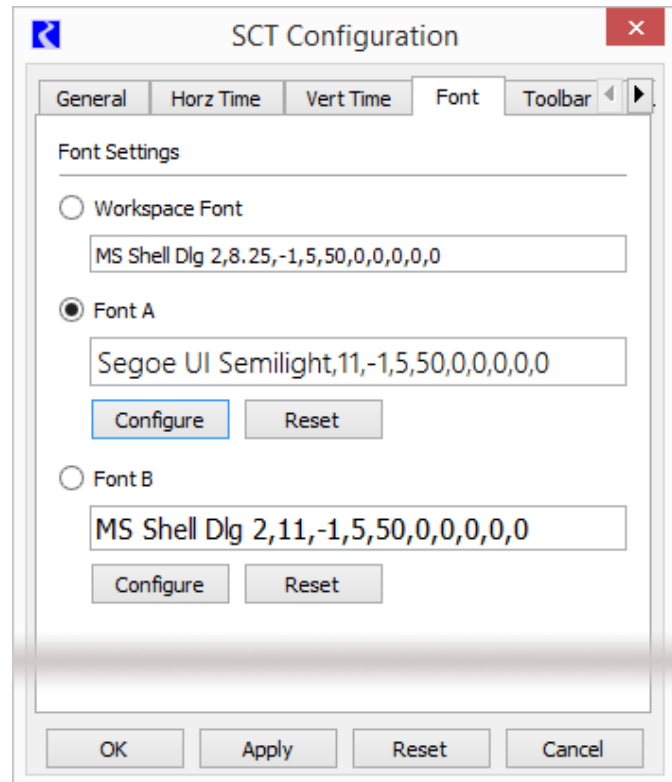 SCT Configuration
General Horz Time Vert Time Font Toolbar
Font Settings
Workspace Font
MS Shell Dlg 2,8.25,-1,5,50,0,0,0,0,0
Font A
Segoe UI Semilight,11,-1,5,50,0,0,0,0,0
Configure Reset
Font B
MS Shell Dlg 2,11,-1,5,50,0,0,0,0,0
Configure Reset
OK Apply Reset Cancel